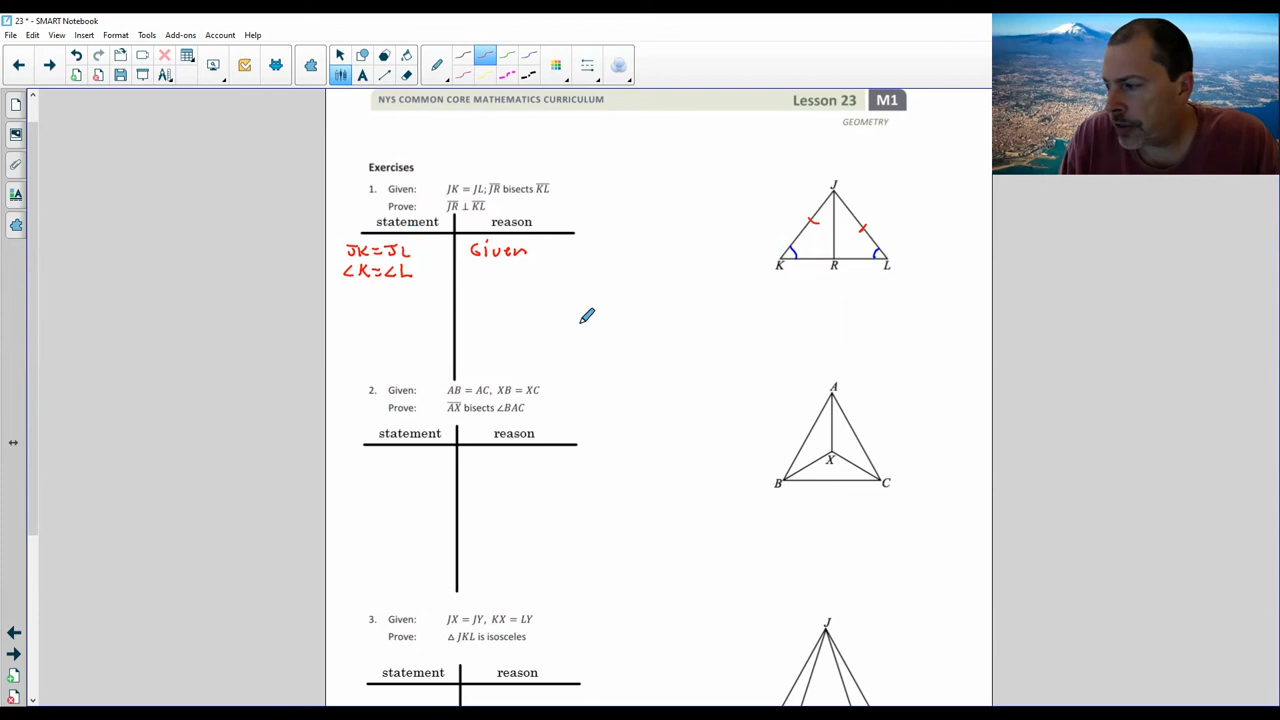 23 * - SMART Notebook
File Edit View Insert Format Tools Add-ons Account Help
NYS COMMON CORE MATHEMATICS CURRICULUM Lesson 23 M1
GEOMETRY
Exercises
1. Given: JK = JL; JR bisects KL
Prove: JR ⊥ KL
statement reason
JK=JL Given
∠K=∠L
J
K R L
2. Given: AB = AC, XB = XC
Prove: AX bisects ∠BAC
statement reason
A
X
B C
3. Given: JX = JY, KX = LY
Prove: △ JKL is isosceles
statement reason
J